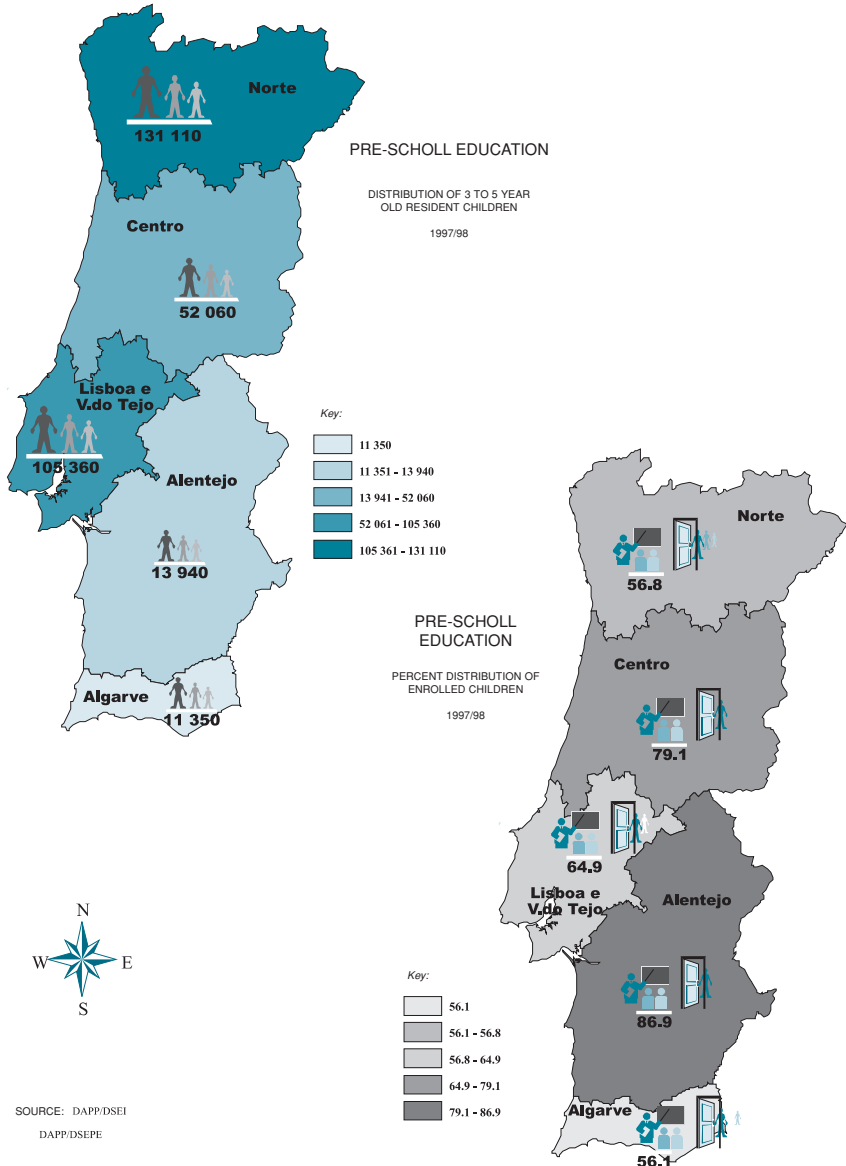 Norte
131 110
PRE-SCHOLL EDUCATION
DISTRIBUTION OF 3 TO 5 YEAR
OLD RESIDENT CHILDREN
1997/98
Centro
52 060
Lisboa e
V.do Tejo
105 360
Alentejo
13 940
Algarve
11 350
Key:
11 350
11 351 - 13 940
13 941 - 52 060
52 061 - 105 360
105 361 - 131 110
PRE-SCHOLL
EDUCATION
PERCENT DISTRIBUTION OF
ENROLLED CHILDREN
1997/98
Norte
56.8
Centro
79.1
64.9
Lisboa e
V.do Tejo
Alentejo
86.9
Algarve
56.1
Key:
56.1
56.1 - 56.8
56.8 - 64.9
64.9 - 79.1
79.1 - 86.9
N
W
E
S
SOURCE: DAPP/DSEI
DAPP/DSEPE